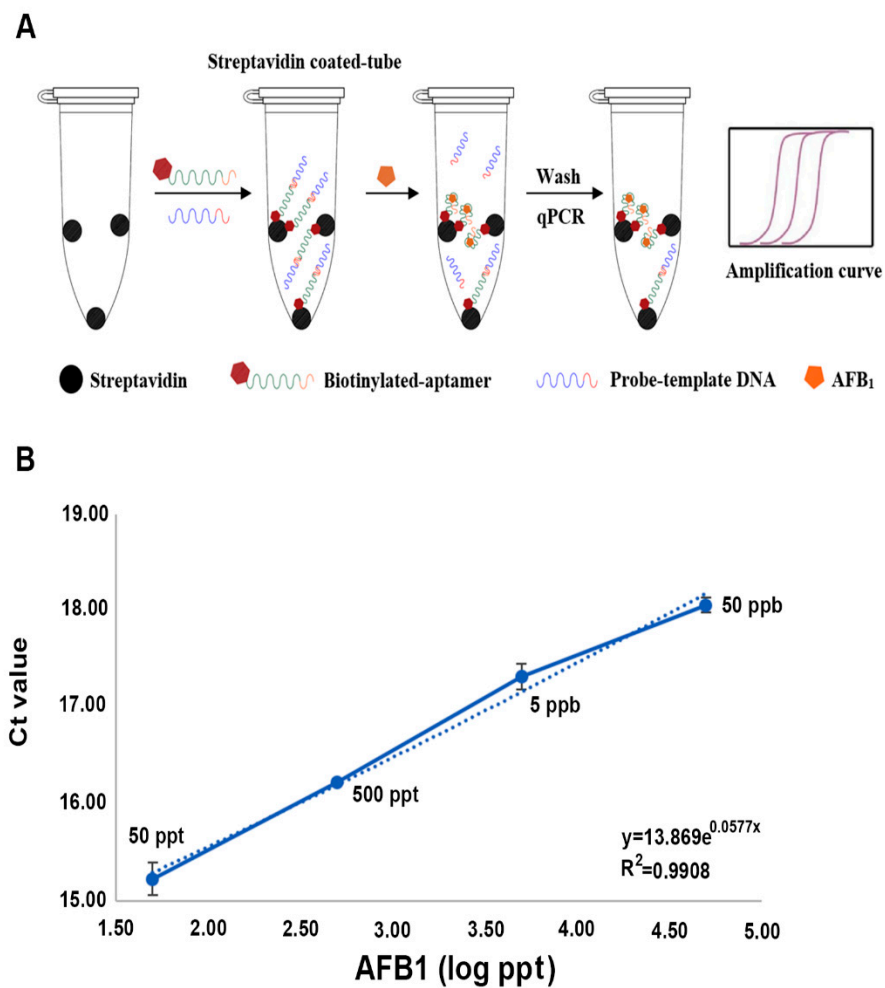 A
Streptavidin coated-tube
Wash
qPCR
Amplification curve
Streptavidin
Biotinylated-aptamer
Probe-template DNA
AFB₁
B
19.00
18.00
17.00
16.00
15.00
Ct value
50 ppt
500 ppt
5 ppb
50 ppb
y=13.869e^0.0577x
R²=0.9908
1.50 2.00 2.50 3.00 3.50 4.00 4.50 5.00
AFB1 (log ppt)